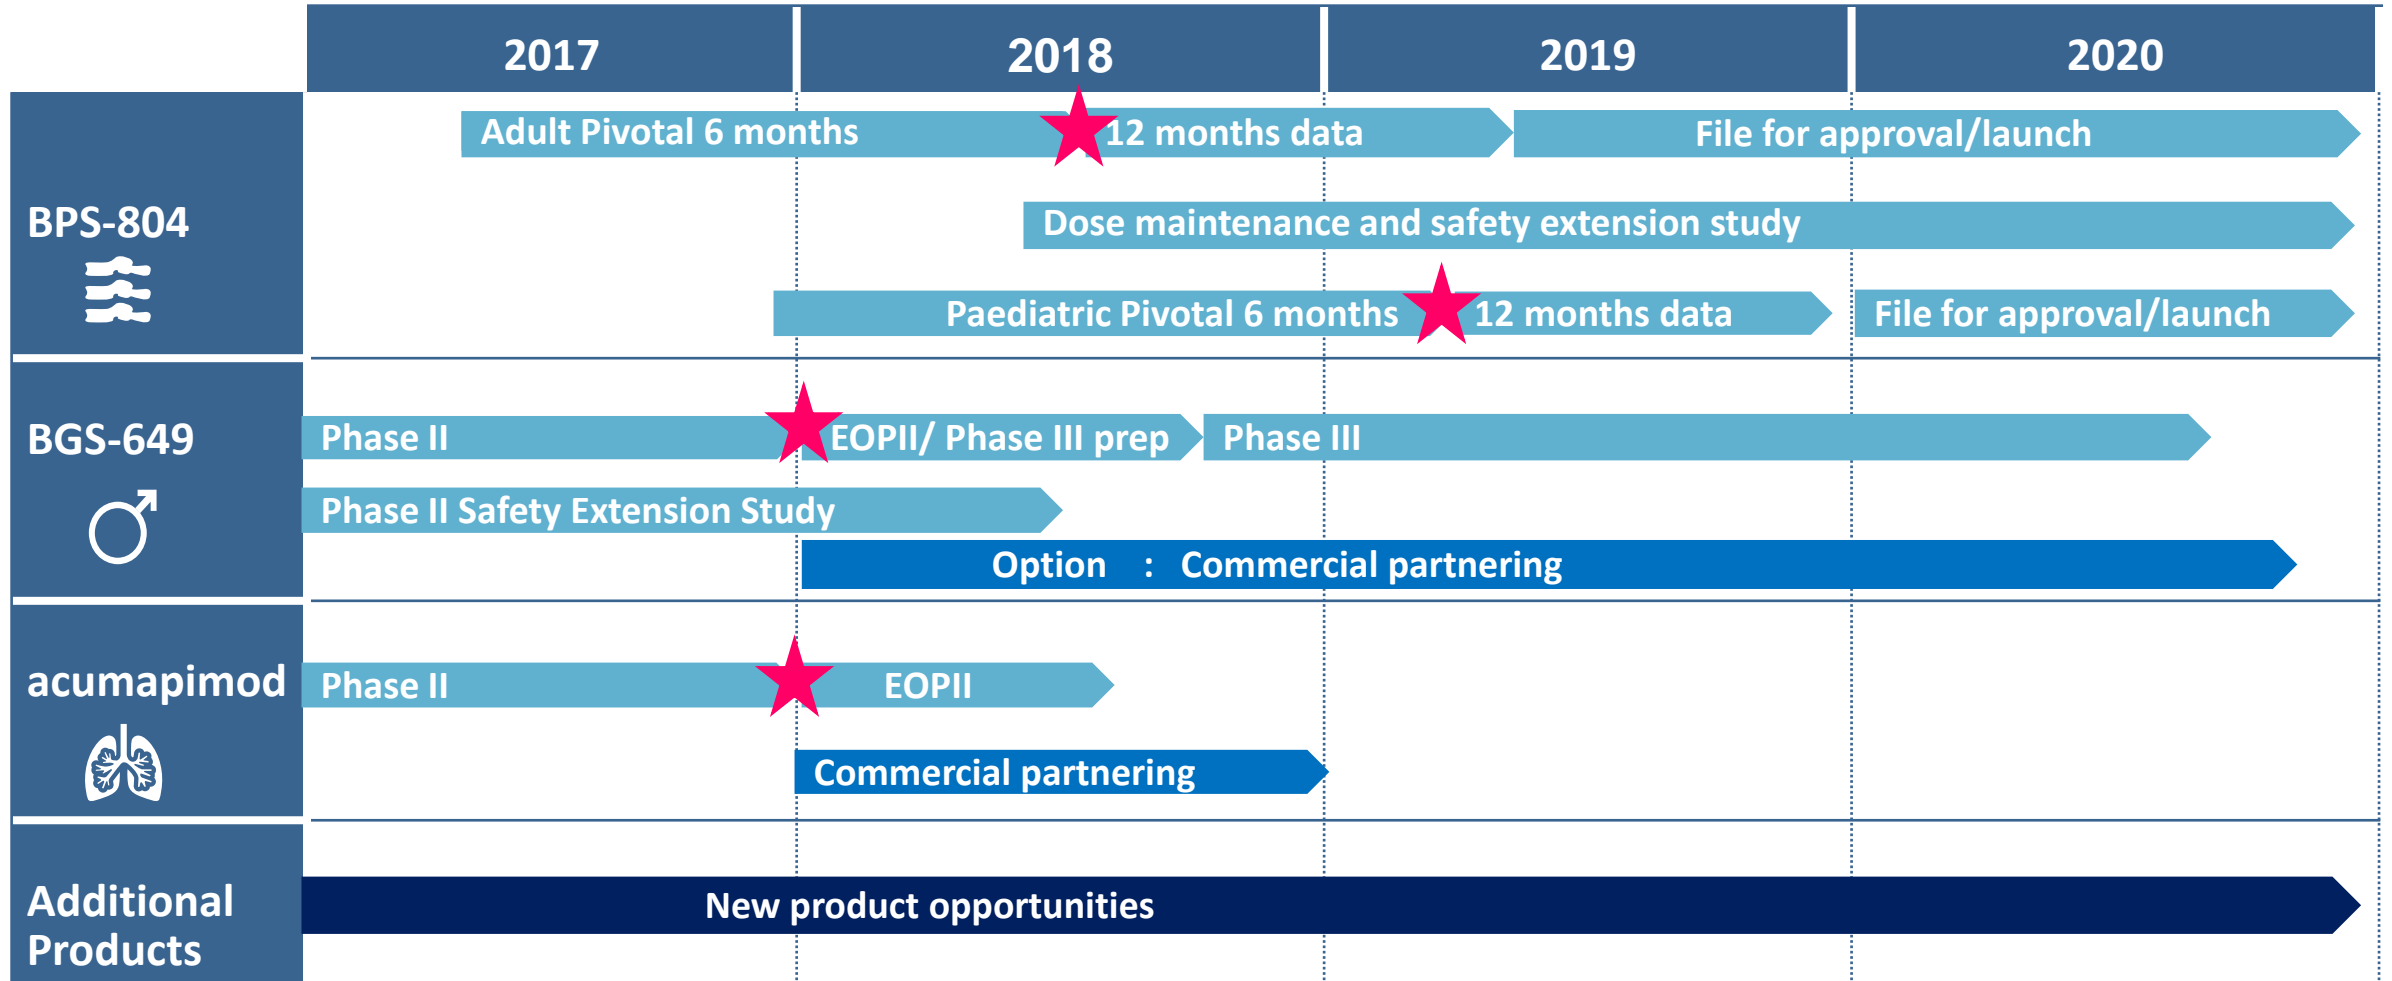 2017 2018 2019 2020
BPS-804
Adult Pivotal 6 months 12 months data File for approval/launch
Dose maintenance and safety extension study
Paediatric Pivotal 6 months 12 months data File for approval/launch
BGS-649
Phase II EOPII/ Phase III prep Phase III
Phase II Safety Extension Study
Option : Commercial partnering
acumapimod
Phase II EOPII
Commercial partnering
Additional
Products
New product opportunities